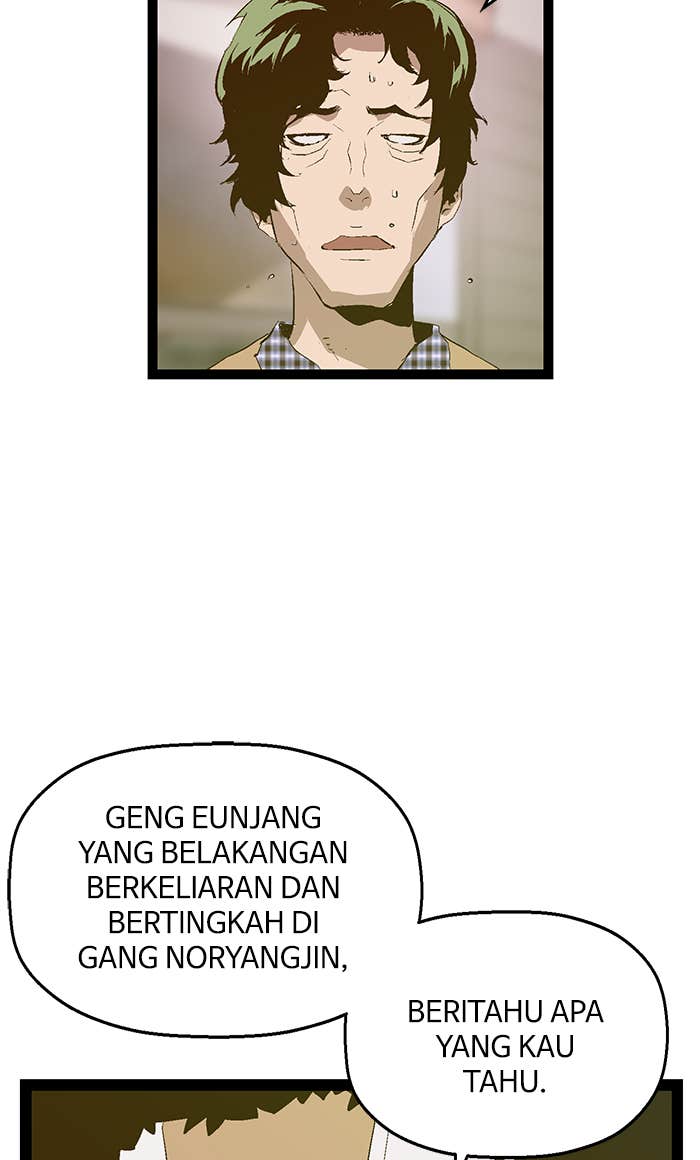 GENG EUNJANG
YANG BELAKANGAN
BERKELIARAN DAN
BERTINGKAH DI
GANG NORYANGJIN,
BERITAHU APA
YANG KAU
TAHU.